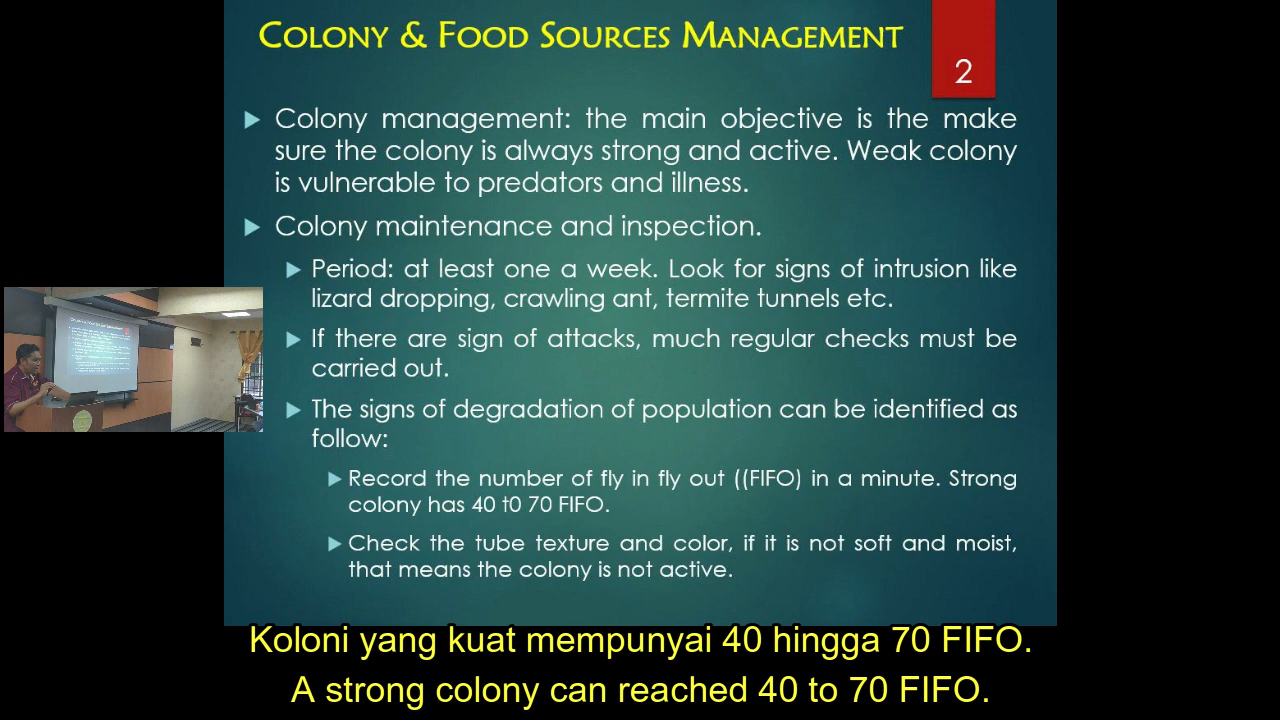 COLONY & FOOD SOURCES MANAGEMENT
2
Colony management: the main objective is the make
sure the colony is always strong and active. Weak colony
is vulnerable to predators and illness.
Colony maintenance and inspection.
Period: at least one a week. Look for signs of intrusion like
lizard dropping, crawling ant, termite tunnels etc.
If there are sign of attacks, much regular checks must be
carried out.
The signs of degradation of population can be identified as
follow:
Record the number of fly in fly out ((FIFO) in a minute. Strong
colony has 40 t0 70 FIFO.
Check the tube texture and color, if it is not soft and moist,
that means the colony is not active.
Koloni yang kuat mempunyai 40 hingga 70 FIFO.
A strong colony can reached 40 to 70 FIFO.